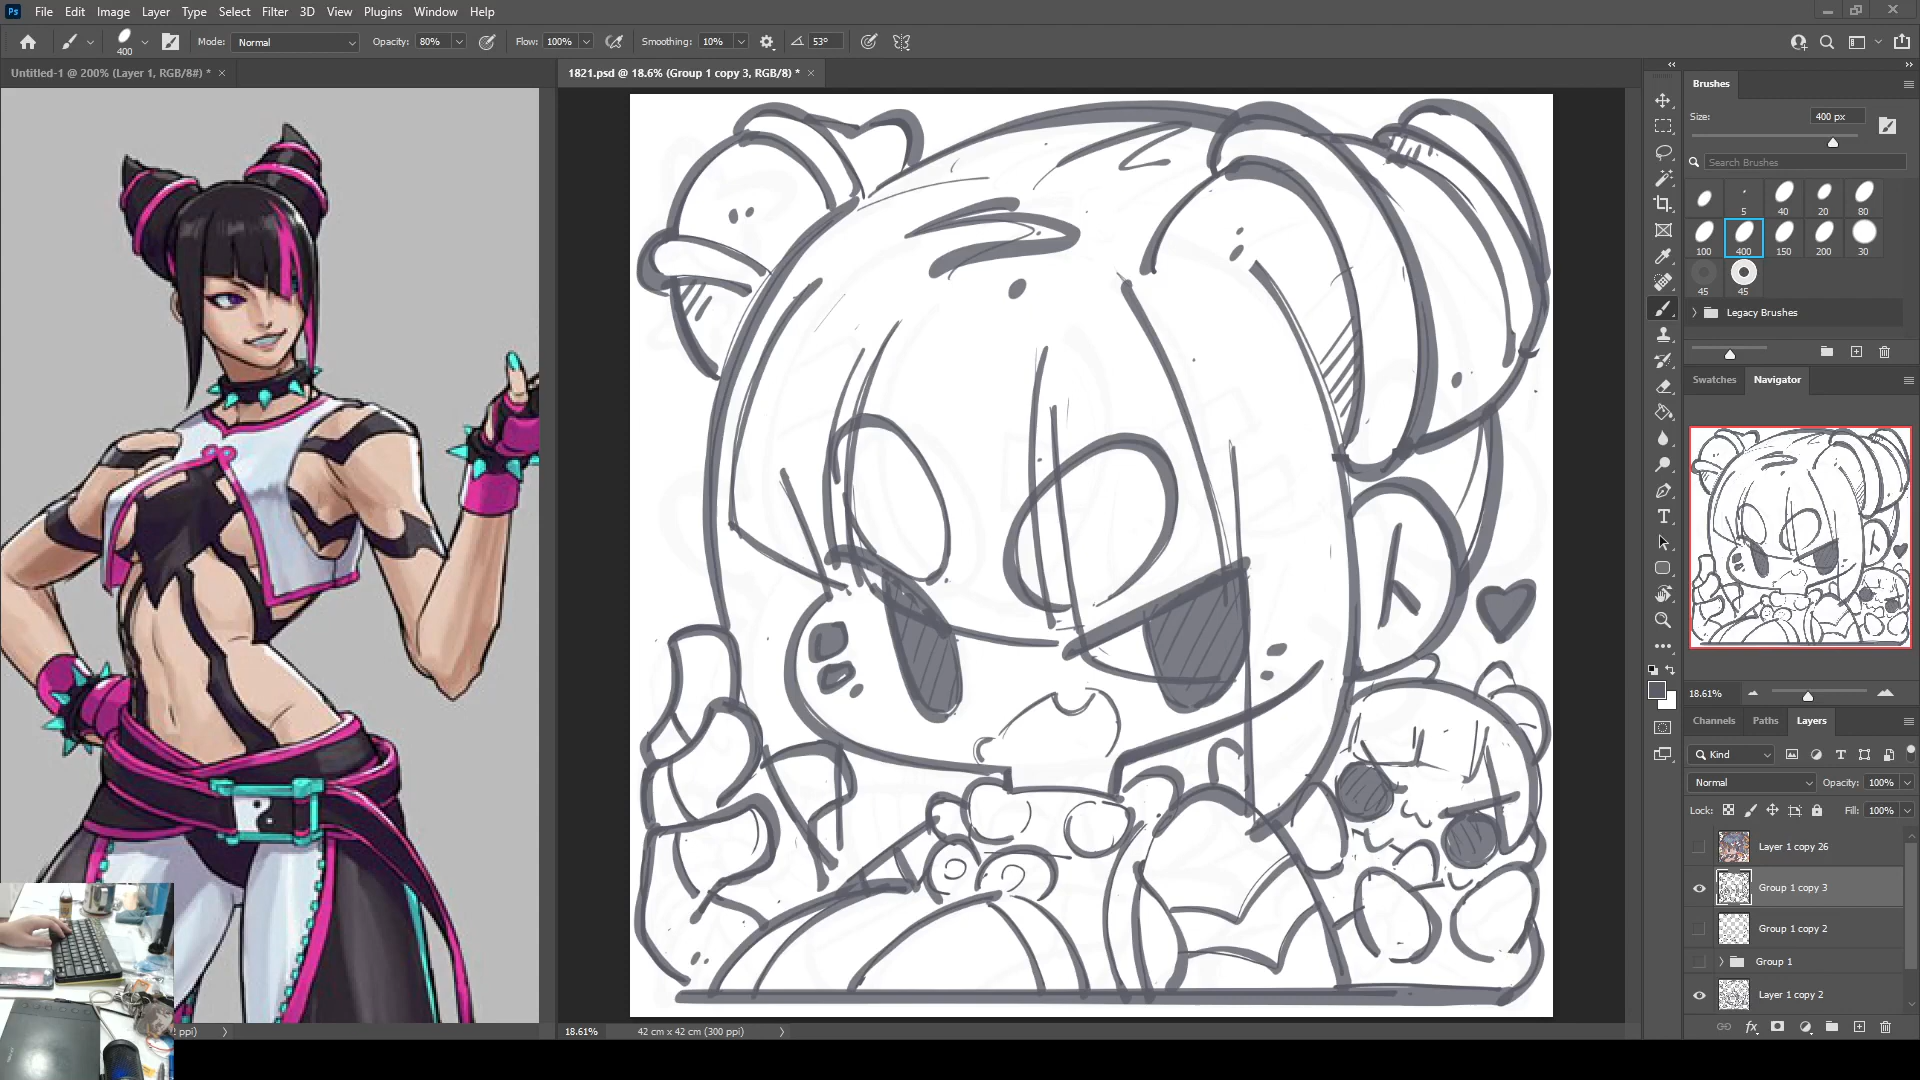 Ps File Edit Image Layer Type Select Filter 3D View Plugins Window Help
400 Mode: Normal Opacity: 80% Flow: 100% Smoothing: 10% 53°
Untitled-1 @ 200% (Layer 1, RGB/8#) * ×
1821.psd @ 18.6% (Group 1 copy 3, RGB/8) * ×
Brushes
Size: 400 px
Search Brushes
5 40 20 80
100 400 150 200 30
45 45
Legacy Brushes
Swatches Navigator
18.61%
Channels Paths Layers
Kind
Normal Opacity: 100%
Lock: Fill: 100%
Layer 1 copy 26
Group 1 copy 3
Group 1 copy 2
Group 1
Layer 1 copy 2
ppi)
18.61% 42 cm x 42 cm (300 ppi)